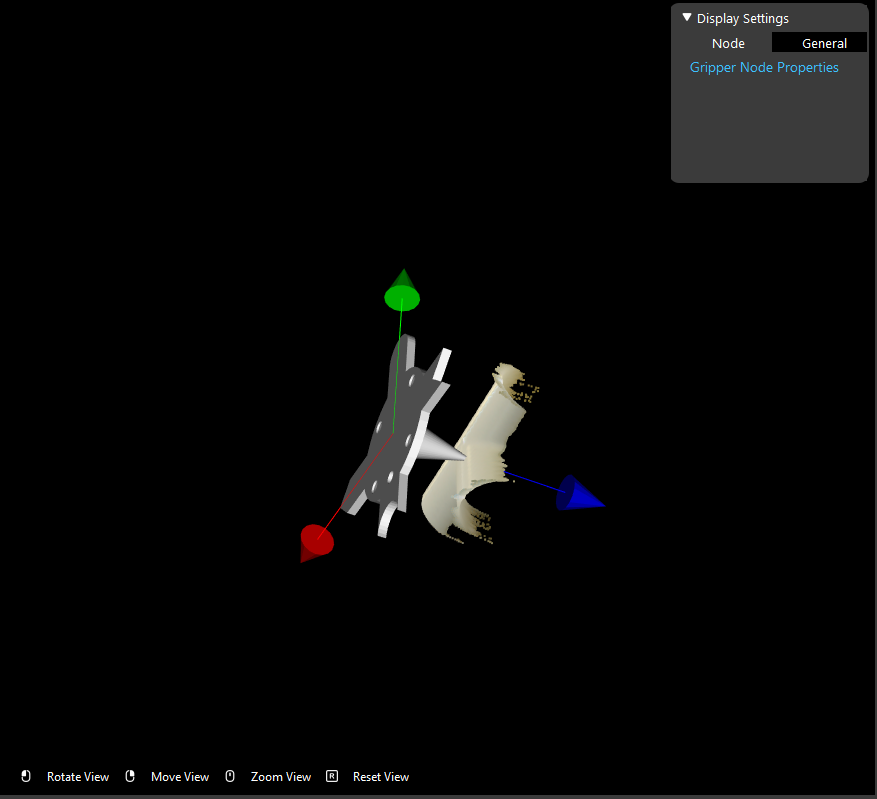 Display Settings
Node General
Gripper Node Properties
Rotate View Move View Zoom View R Reset View